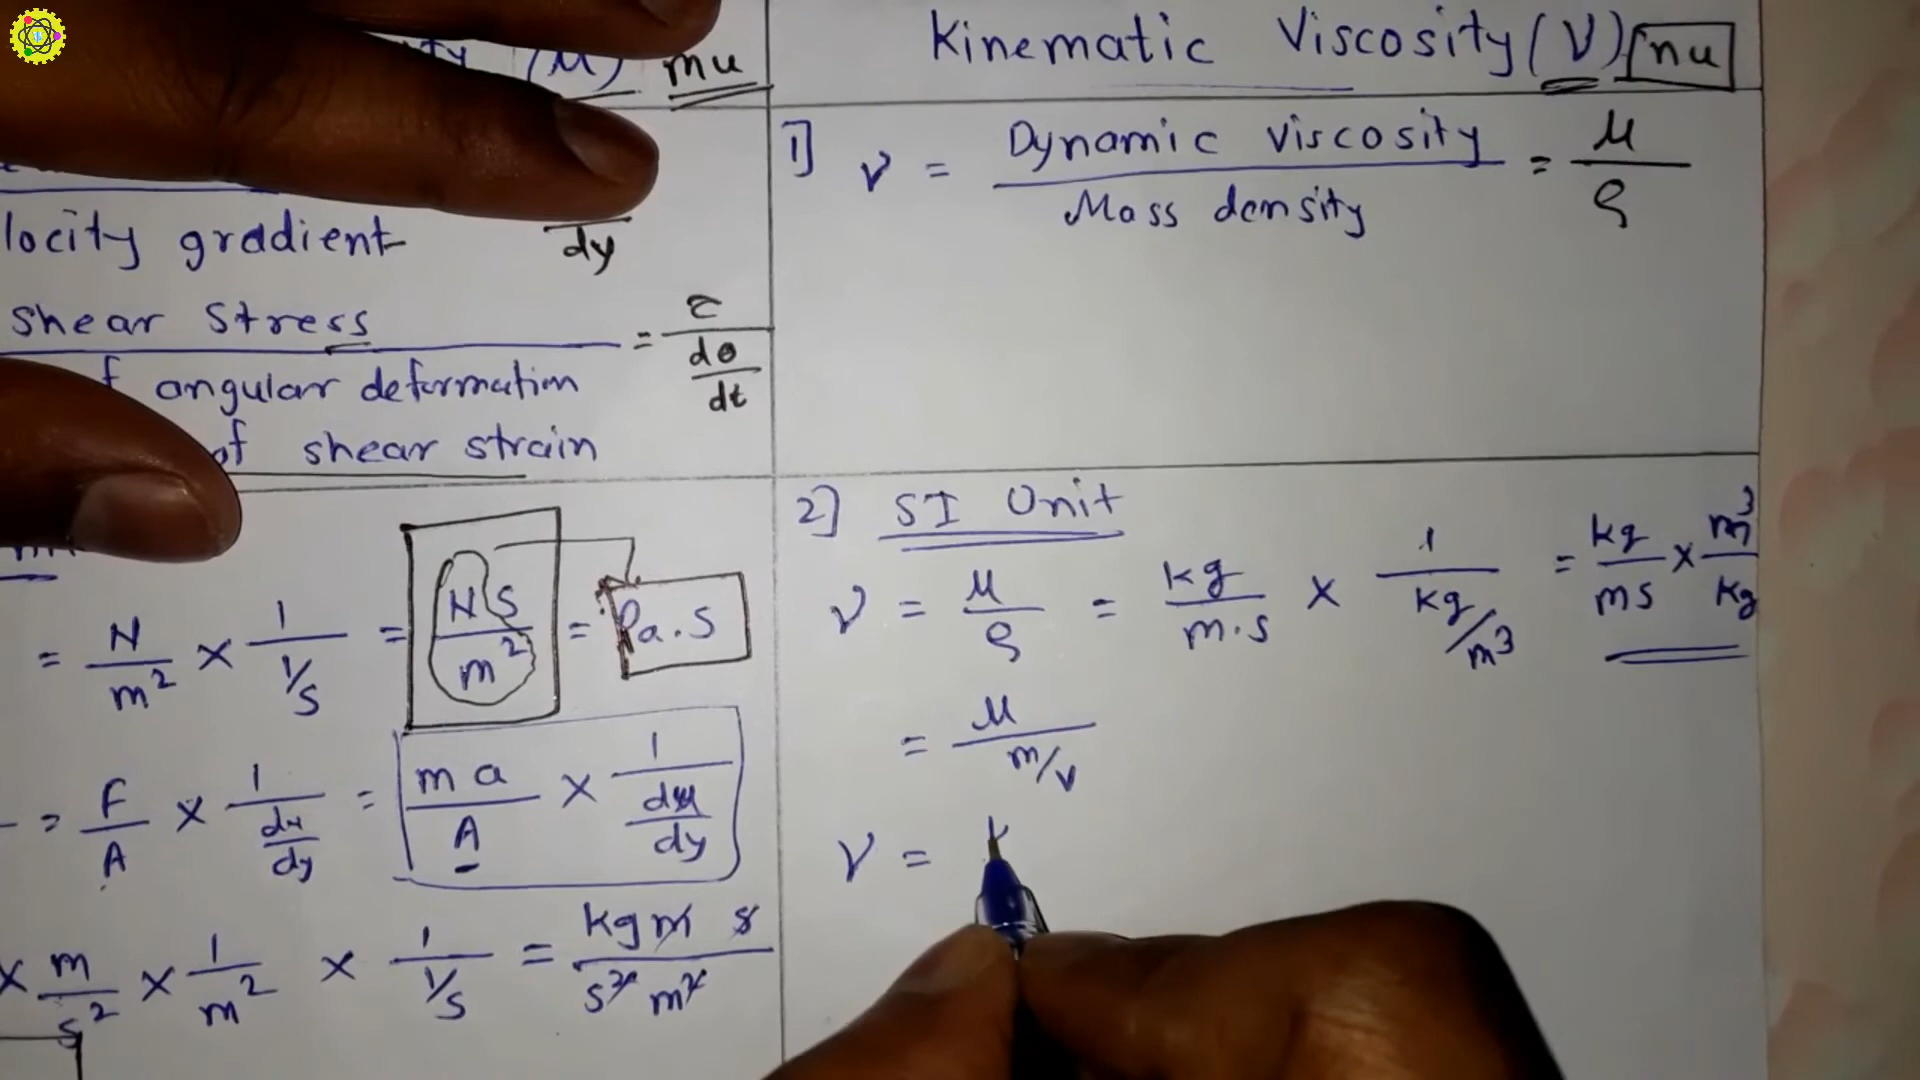 (μ) mu
Kinematic Viscosity (ν) nu
locity gradient
dy
shear stress = τ / dθ/dt
angular deformation
of shear strain
1] ν = Dynamic Viscosity / Mass density = μ / ρ
= N/m² × 1 / 1/s = NS/m² = Pa.S
= F/A × 1 / du/dy = ma/A × 1 / du/dy
× m/s² × 1/m² × 1 / 1/s = kg m s / s² m²
2] SI Unit
ν = μ/ρ = kg/m.s × 1 / kg/m³ = kg/ms × m³/kg
= μ / m/v
ν =